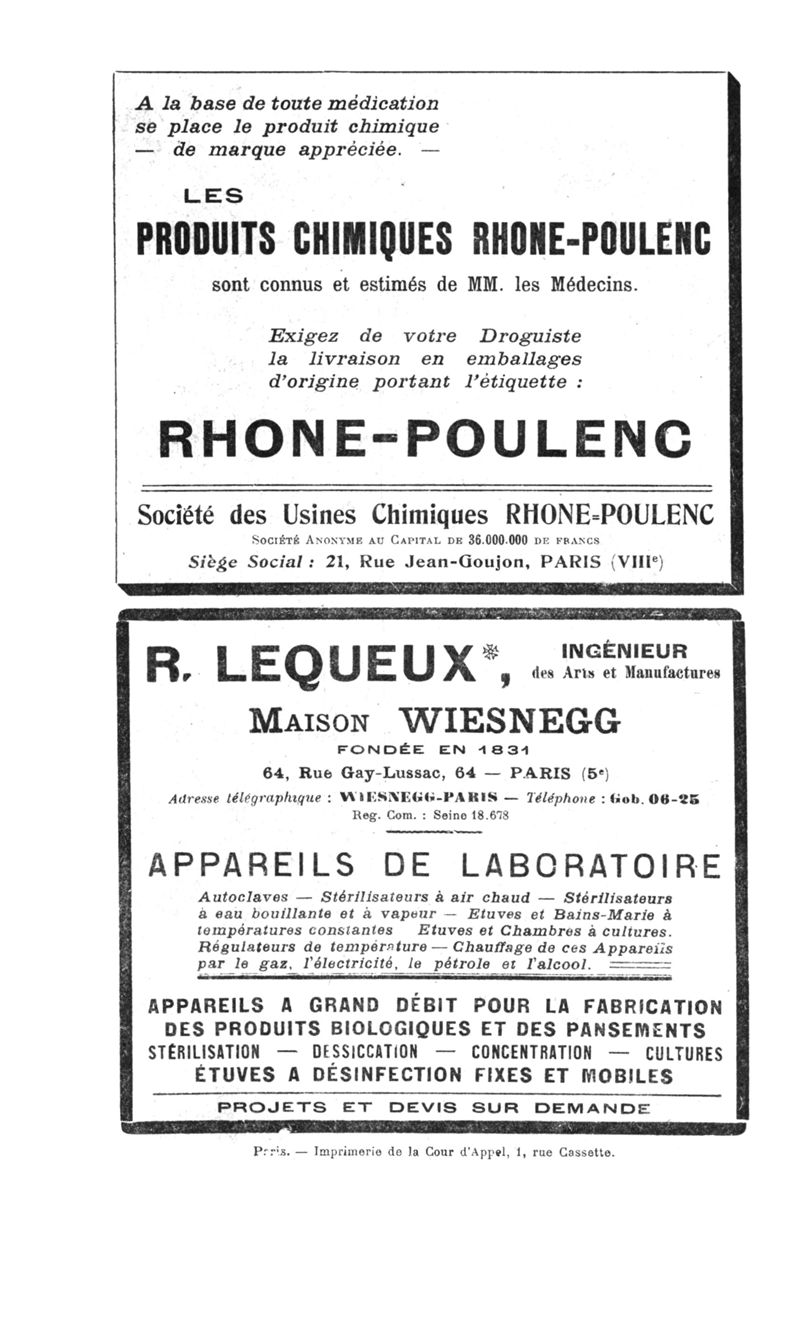 A la base de toute médication
se place le produit chimique
— de marque appréciée. —
LES
PRODUITS CHIMIQUES RHONE-POULENC
sont connus et estimés de MM. les Médecins.
Exigez de votre Droguiste
la livraison en emballages
d'origine portant l'étiquette :
RHONE-POULENC
Société des Usines Chimiques RHONE=POULENC
SOCIÉTÉ ANONYME AU CAPITAL DE 36.000.000 DE FRANCS
Siège Social : 21, Rue Jean-Goujon, PARIS (VIIIe)
R. LEQUEUX*, INGÉNIEUR
des Arts et Manufactures
MAISON WIESNEGG
FONDÉE EN 1831
64, Rue Gay-Lussac, 64 — PARIS (5e)
Adresse télégraphique : WIESNEGG-PARIS — Téléphone : Gob. 06-25
Reg. Com. : Seine 18.678
APPAREILS DE LABORATOIRE
Autoclaves — Stérilisateurs à air chaud — Stérilisateurs
à eau bouillante et à vapeur — Etuves et Bains-Marie à
températures constantes Etuves et Chambres à cultures.
Régulateurs de température — Chauffage de ces Appareils
par le gaz, l'électricité, le pétrole et l'alcool.
APPAREILS A GRAND DÉBIT POUR LA FABRICATION
DES PRODUITS BIOLOGIQUES ET DES PANSEMENTS
STÉRILISATION — DESSICCATION — CONCENTRATION — CULTURES
ÉTUVES A DÉSINFECTION FIXES ET MOBILES
PROJETS ET DEVIS SUR DEMANDE
Paris. — Imprimerie de la Cour d'Appel, 1, rue Cassette.